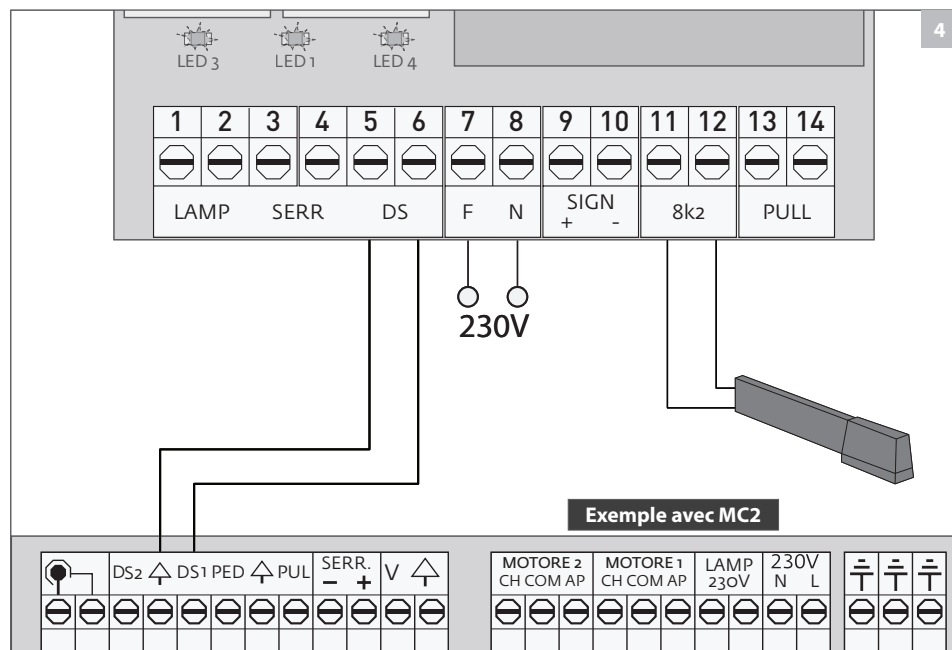 4
LED 3 LED 1 LED 4
1 2 3 4 5 6 7 8 9 10 11 12 13 14
LAMP SERR DS F N SIGN 8k2 PULL
+ -
230V
Exemple avec MC2
DS2 DS1 PED PUL SERR. V MOTORE 2 MOTORE 1 LAMP 230V
- + CH COM AP CH COM AP 230V N L